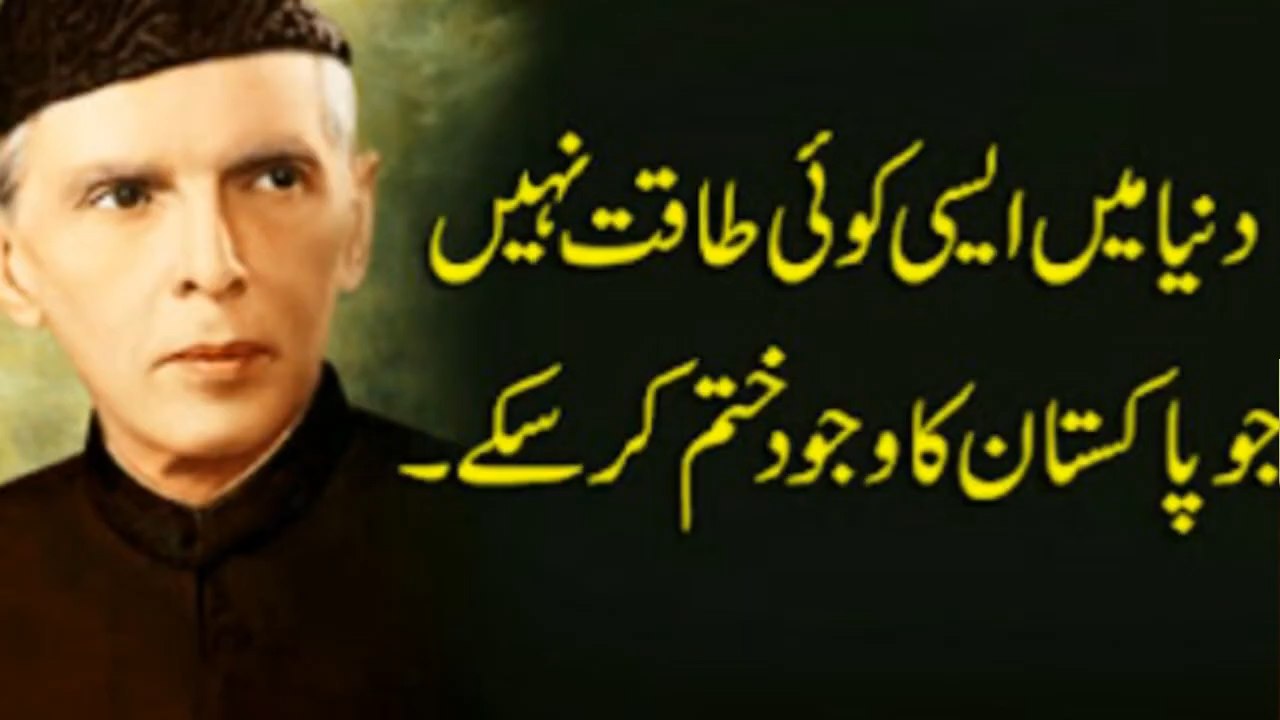 دنیا میں ایسی کوئی طاقت نہیں
جو پاکستان کا وجود ختم کر سکے۔